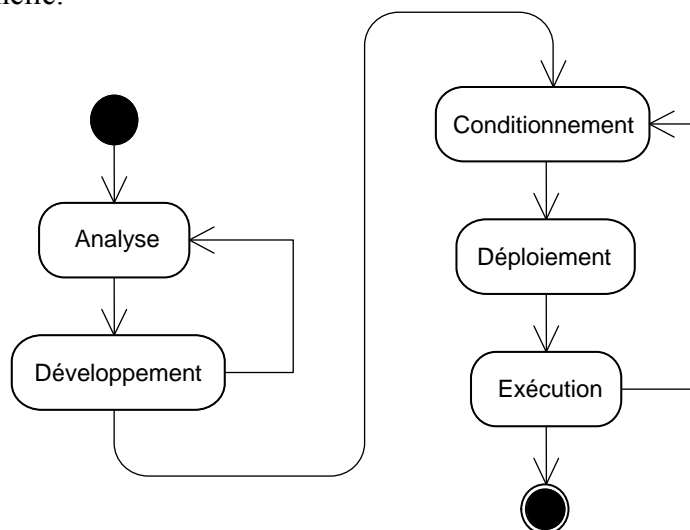 Analyse
Développement
Conditionnement
Déploiement
Exécution